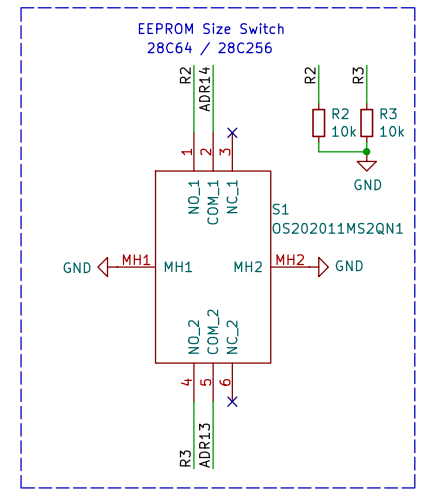 EEPROM Size Switch
28C64 / 28C256
R2
ADR14
R2
R3
R2
10k
R3
10k
GND
1
2
3
NO_1
COM_1
NC_1
S1
OS202011MS2QN1
GND
MH1
MH1
MH2
MH2
GND
NO_2
COM_2
NC_2
4
5
6
R3
ADR13